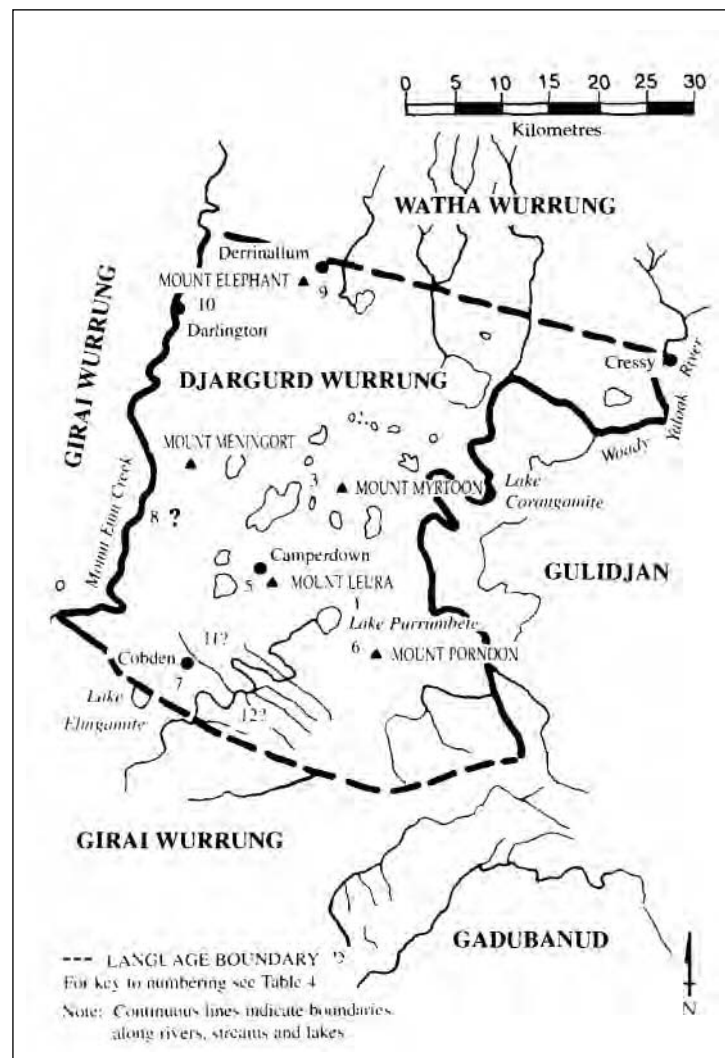 0 5 10 15 20 25 30
Kilometres
WATHA WURRUNG
Derrinallum
MOUNT ELEPHANT
9
10
Darlington
GIRAI WURRUNG
Cressy
Woody Yaloak River
DJARGURD WURRUNG
MOUNT MENINGORT
3
MOUNT MYRTOON
Lake
Corangamite
Mount Emu Creek
8 ?
Camperdown
5
MOUNT LEURA
GULIDJAN
1
Lake Purrumbete
6
MOUNT PORNDON
11?
Cobden
7
Lake
Elingamite
12?
GIRAI WURRUNG
GADUBANUD
LANGUAGE BOUNDARY
For key to numbering see Table 4
Note: Continuous lines indicate boundaries
along rivers, streams and lakes
N